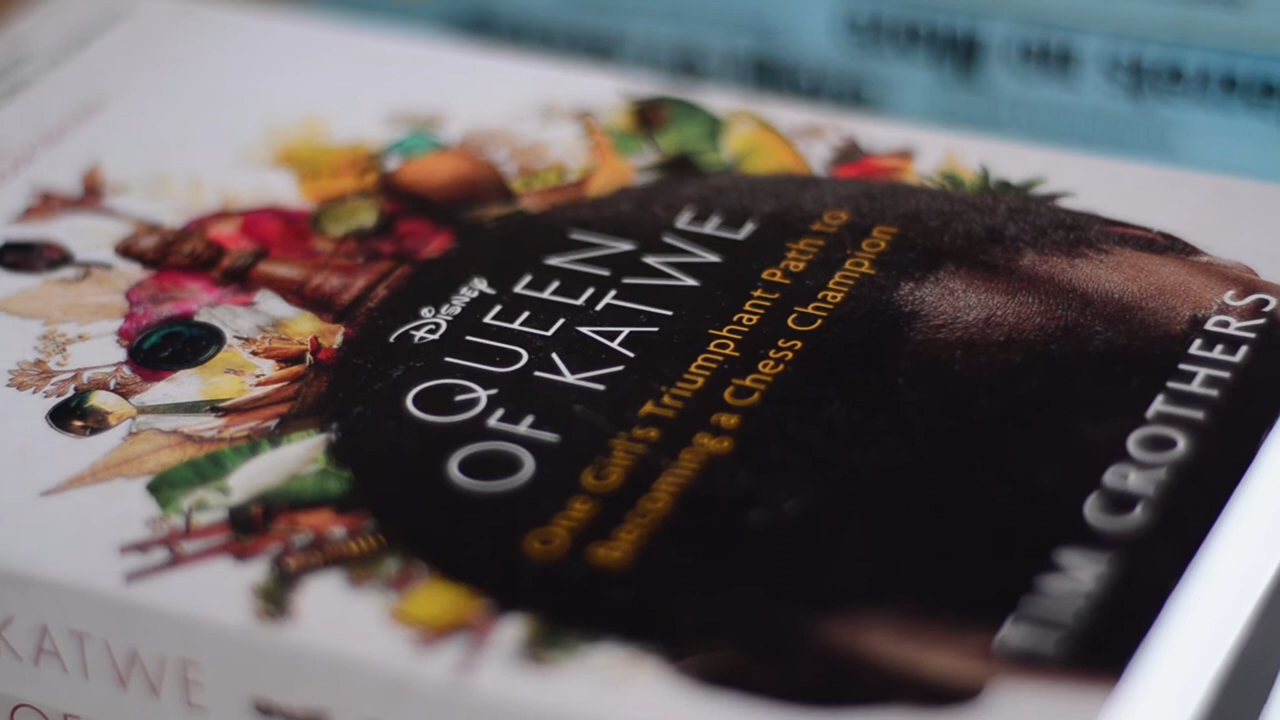 DISNEY
QUEEN
OF KATWE
One Girl's Triumphant Path to
Becoming a Chess Champion
TIM CROTHERS
KATWE